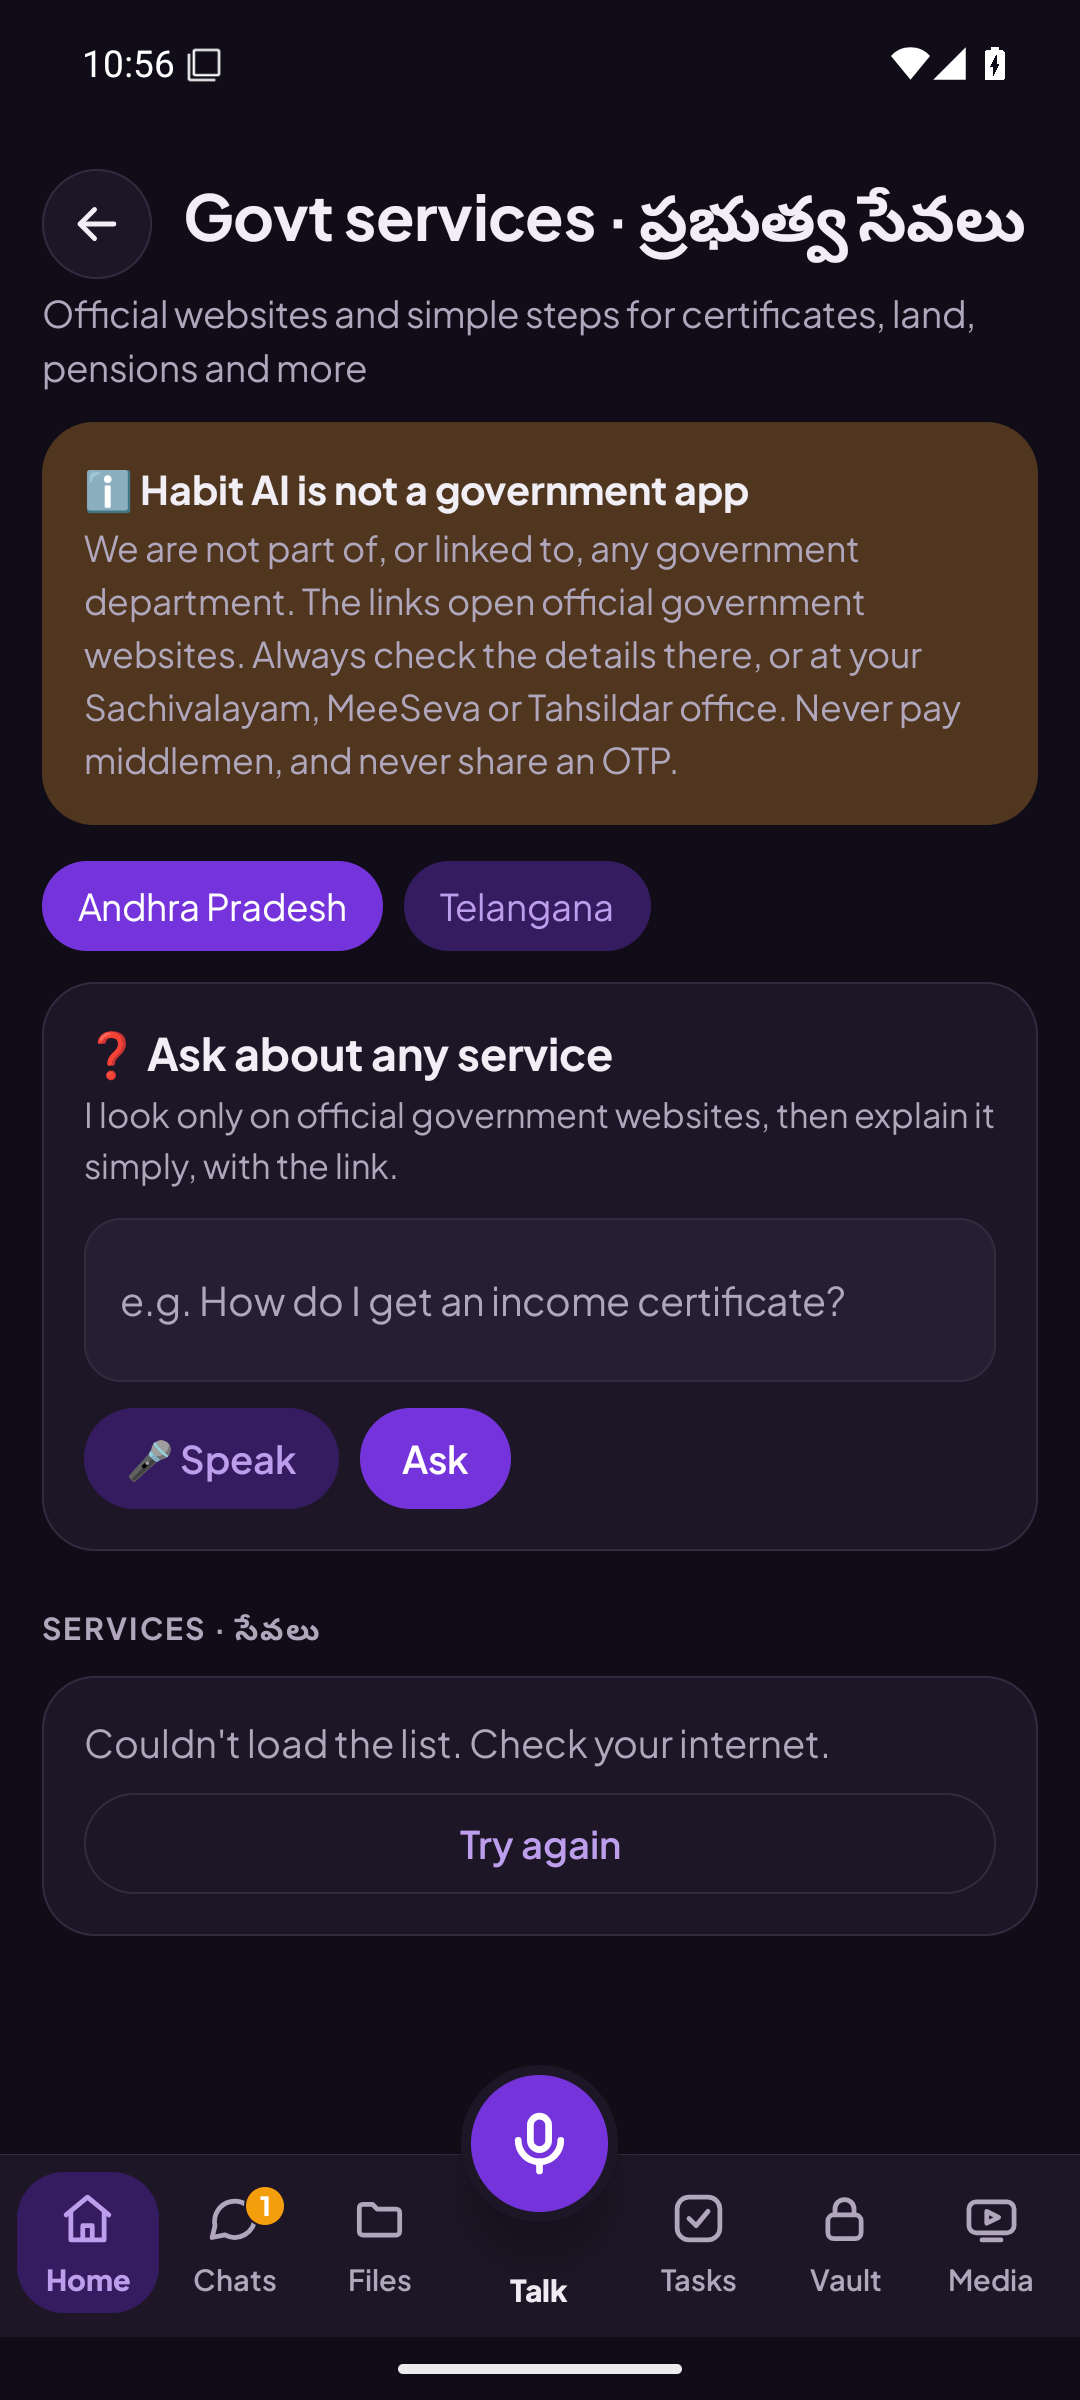 10:56
Govt services · ప్రభుత్వ సేవలు
Official websites and simple steps for certificates, land,
pensions and more
ℹ️ Habit AI is not a government app
We are not part of, or linked to, any government
department. The links open official government
websites. Always check the details there, or at your
Sachivalayam, MeeSeva or Tahsildar office. Never pay
middlemen, and never share an OTP.
Andhra Pradesh
Telangana
❓ Ask about any service
I look only on official government websites, then explain it
simply, with the link.
e.g. How do I get an income certificate?
🎤 Speak
Ask
SERVICES · సేవలు
Couldn't load the list. Check your internet.
Try again
1
Home
Chats
Files
Talk
Tasks
Vault
Media